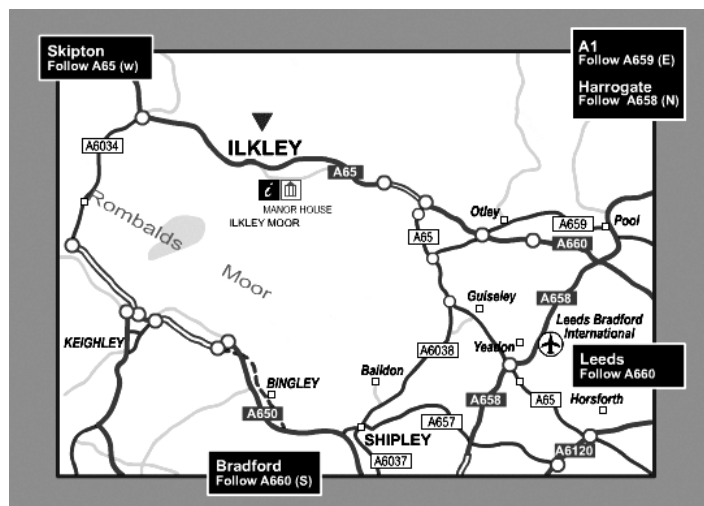 Skipton
Follow A65 (w)
A1
Follow A659 (E)
Harrogate
Follow A658 (N)
A6034
ILKLEY
A65
i
MANOR HOUSE
ILKLEY MOOR
Rombalds
Moor
Otley
A659
Pool
A65
A660
A658
Guiseley
Leeds Bradford
International
Yeadon
KEIGHLEY
A6038
Leeds
Follow A660
Baildon
BINGLEY
A650
A658
A65
Horsforth
A657
SHIPLEY
A6120
A6037
Bradford
Follow A660 (S)